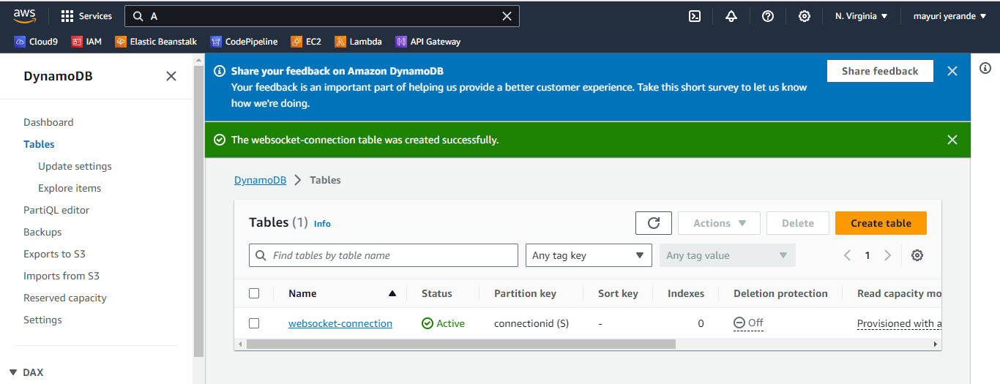 aws Services A N. Virginia mayuri yerande
Cloud9 IAM Elastic Beanstalk CodePipeline EC2 Lambda API Gateway
DynamoDB
Dashboard
Tables
Update settings
Explore items
PartiQL editor
Backups
Exports to S3
Imports from S3
Reserved capacity
Settings
DAX
Share your feedback on Amazon DynamoDB
Your feedback is an important part of helping us provide a better customer experience. Take this short survey to let us know
how we're doing.
Share feedback
The websocket-connection table was created successfully.
DynamoDB Tables
Tables (1) Info Actions Delete Create table
Find tables by table name Any tag key Any tag value 1
Name Status Partition key Sort key Indexes Deletion protection Read capacity mo
websocket-connection Active connectionid (S) - 0 Off Provisioned with a